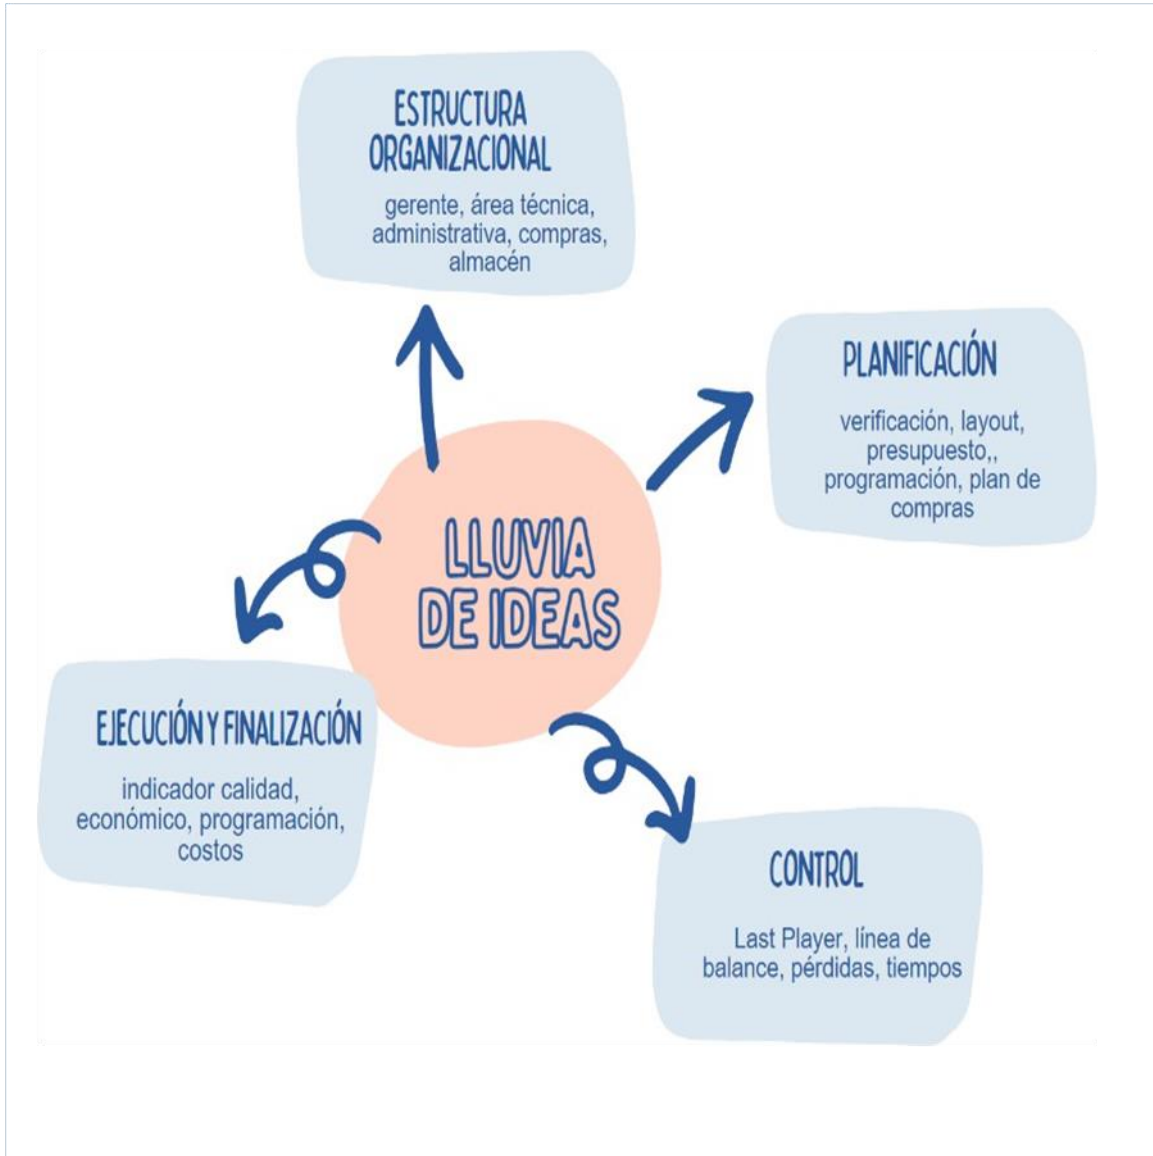 ESTRUCTURA
ORGANIZACIONAL
gerente, área técnica,
administrativa, compras,
almacén
PLANIFICACIÓN
verificación, layout,
presupuesto,,
programación, plan de
compras
LLUVIA
DE IDEAS
EJECUCIÓN Y FINALIZACIÓN
indicador calidad,
económico, programación,
costos
CONTROL
Last Player, línea de
balance, pérdidas, tiempos